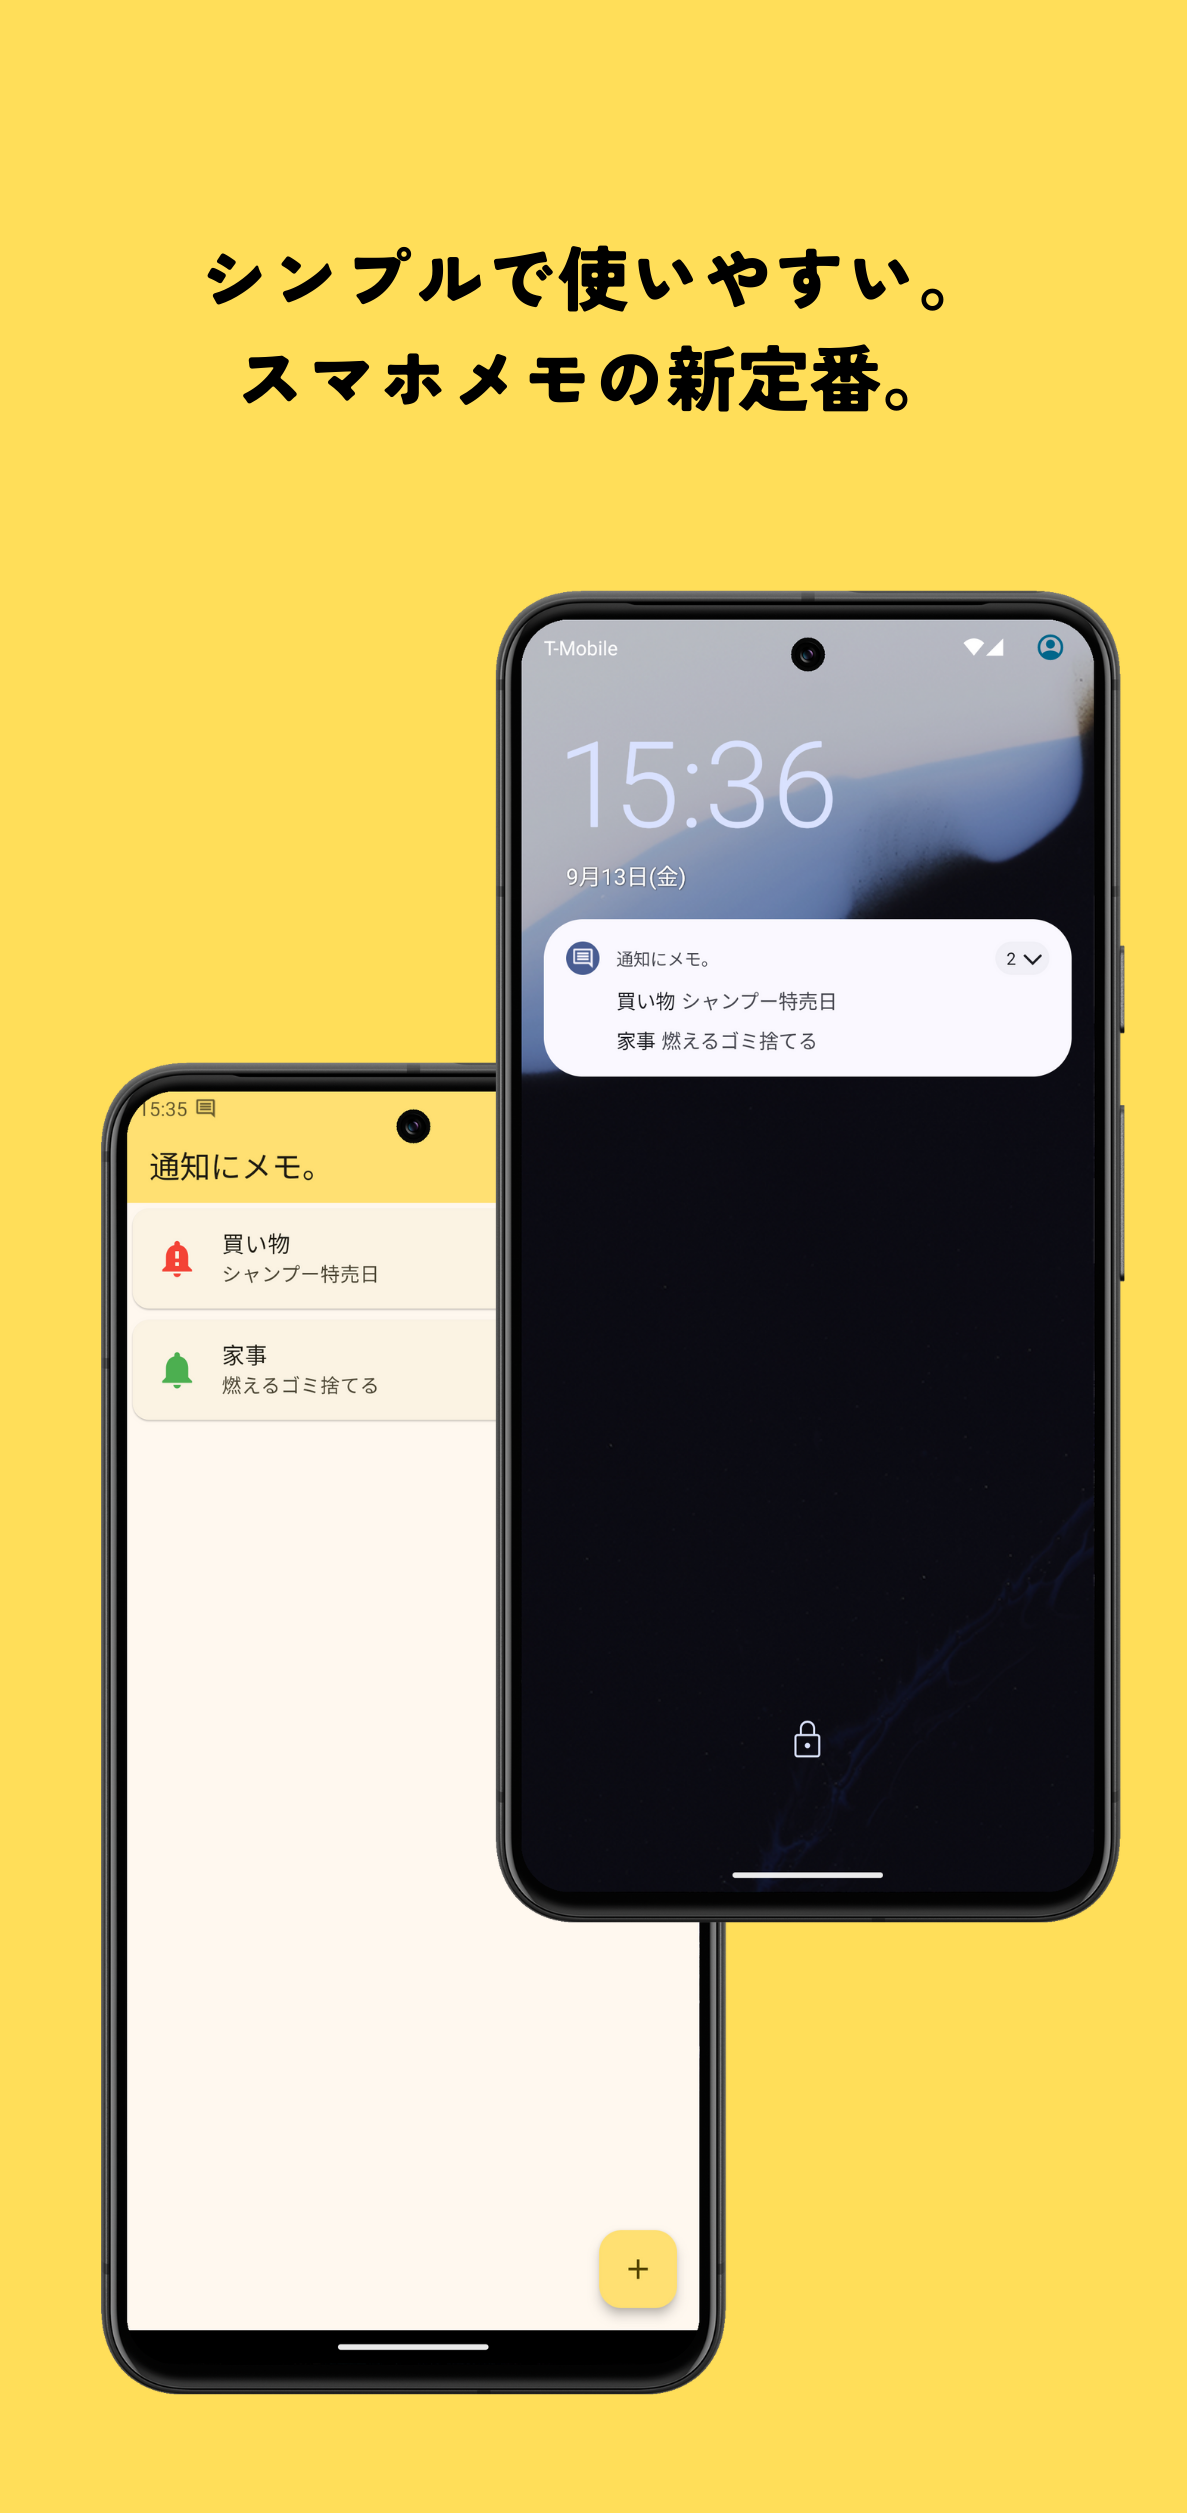 シンプルで使いやすい。
スマホメモの新定番。
T-Mobile
15:36
9月13日(金)
通知にメモ。
2
買い物 シャンプー特売日
家事 燃えるゴミ捨てる
15:35
通知にメモ。
買い物
シャンプー特売日
家事
燃えるゴミ捨てる